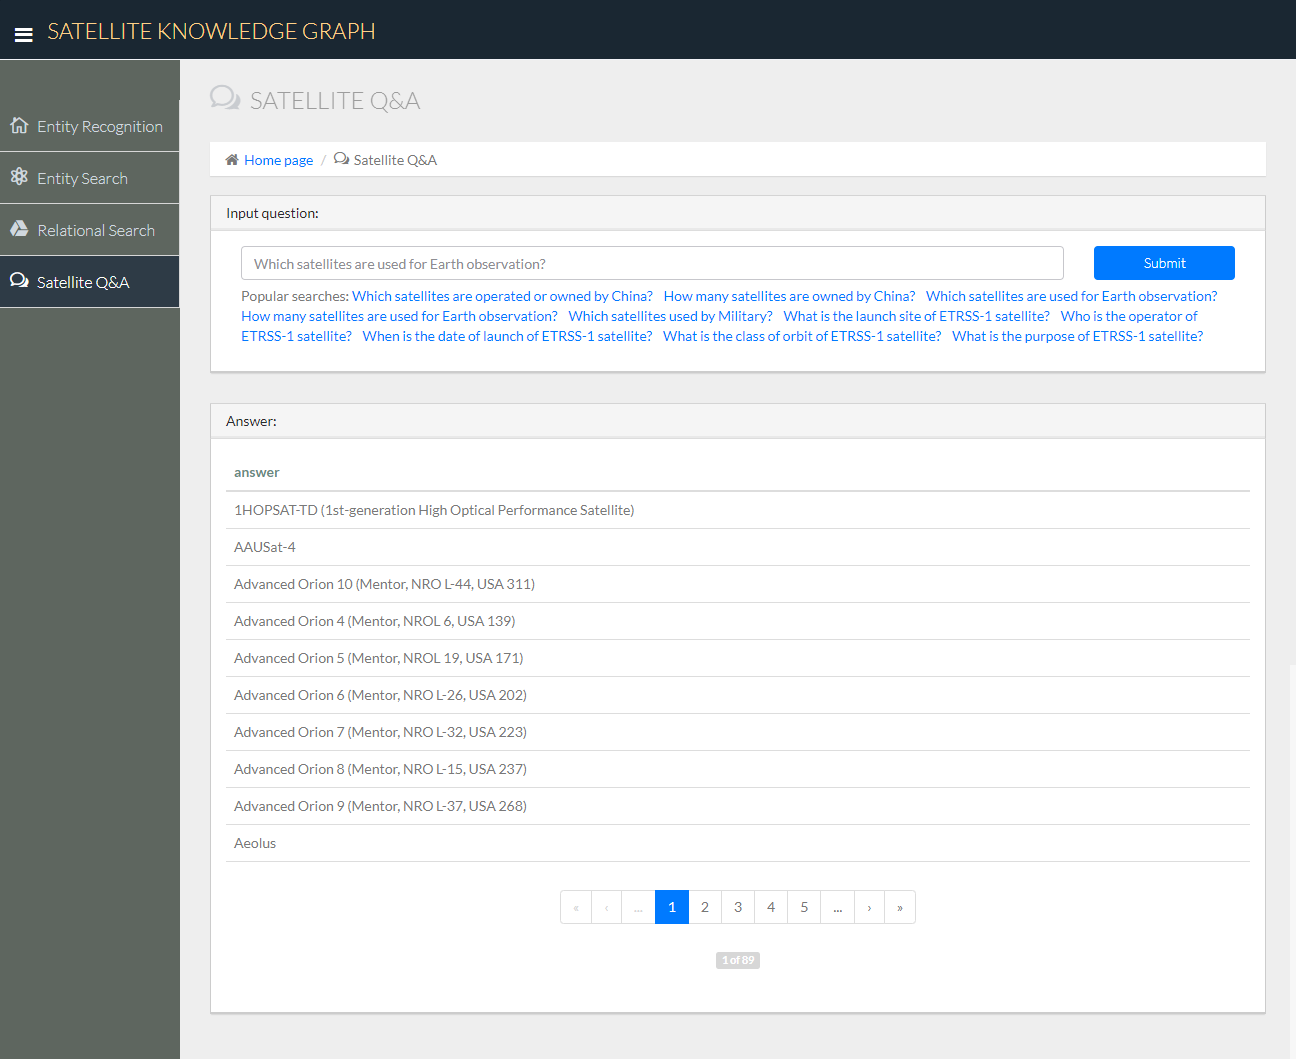 SATELLITE KNOWLEDGE GRAPH
Entity Recognition
Entity Search
Relational Search
Satellite Q&A
SATELLITE Q&A
Home page / Satellite Q&A
Input question:
Which satellites are used for Earth observation?
Submit
Popular searches: Which satellites are operated or owned by China? How many satellites are owned by China? Which satellites are used for Earth observation?
How many satellites are used for Earth observation? Which satellites used by Military? What is the launch site of ETRSS-1 satellite? Who is the operator of
ETRSS-1 satellite? When is the date of launch of ETRSS-1 satellite? What is the class of orbit of ETRSS-1 satellite? What is the purpose of ETRSS-1 satellite?
Answer:
answer
1HOPSAT-TD (1st-generation High Optical Performance Satellite)
AAUSat-4
Advanced Orion 10 (Mentor, NRO L-44, USA 311)
Advanced Orion 4 (Mentor, NROL 6, USA 139)
Advanced Orion 5 (Mentor, NROL 19, USA 171)
Advanced Orion 6 (Mentor, NRO L-26, USA 202)
Advanced Orion 7 (Mentor, NRO L-32, USA 223)
Advanced Orion 8 (Mentor, NRO L-15, USA 237)
Advanced Orion 9 (Mentor, NRO L-37, USA 268)
Aeolus
« ‹ ... 1 2 3 4 5 ... › »
1 of 89